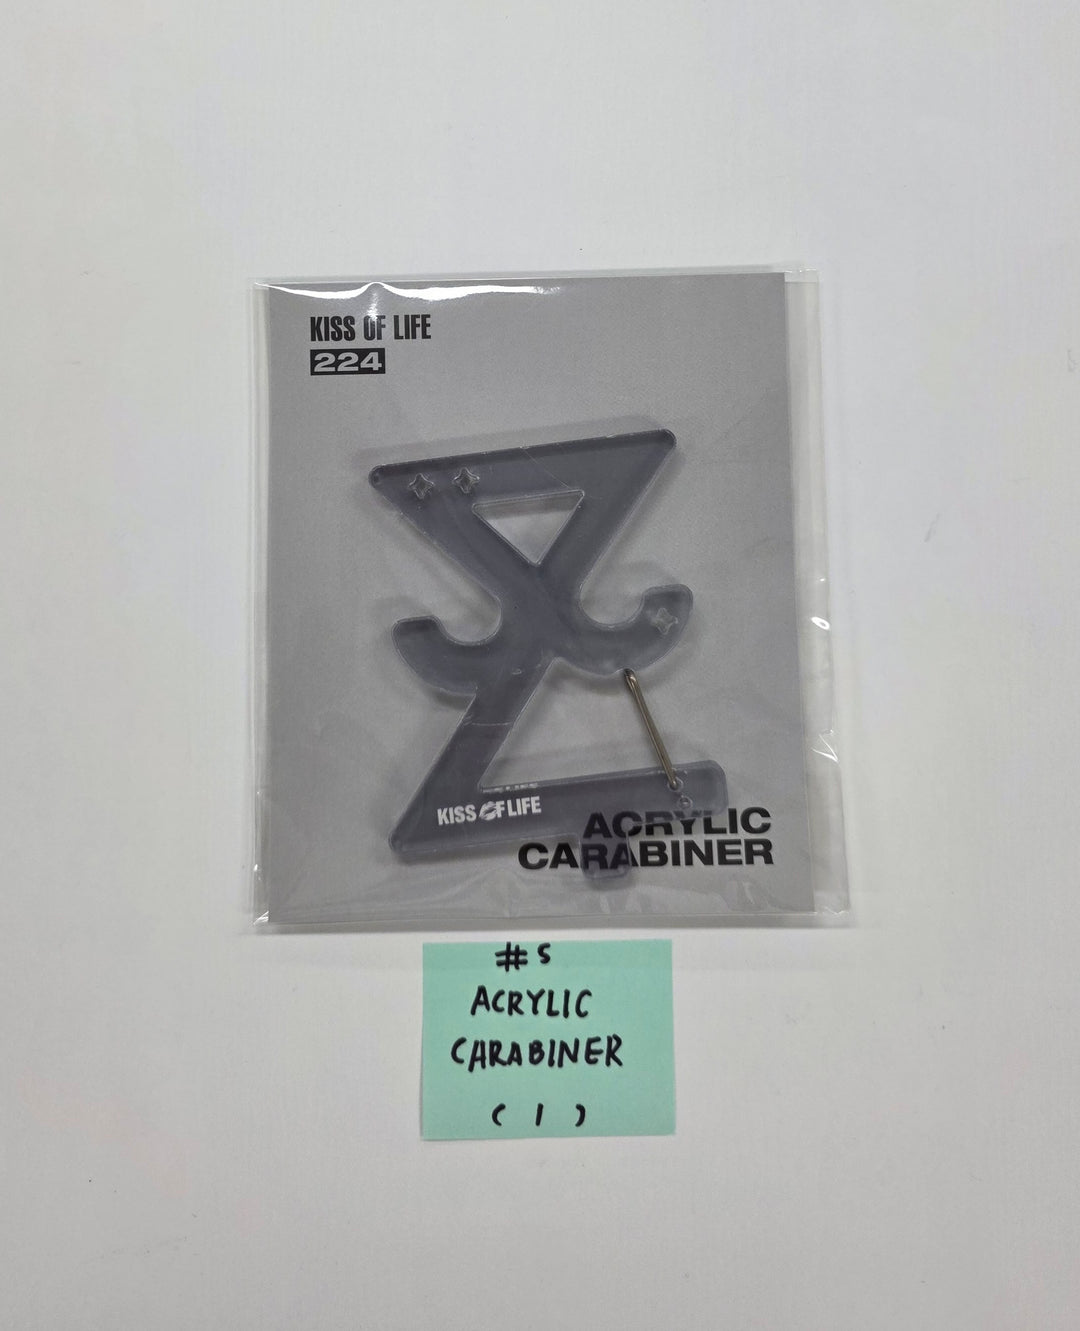 KISS OF LIFE
224
KISS OF LIFE
ACRYLIC
CARABINER
#5
ACRYLIC
CARABINER
( 1 )